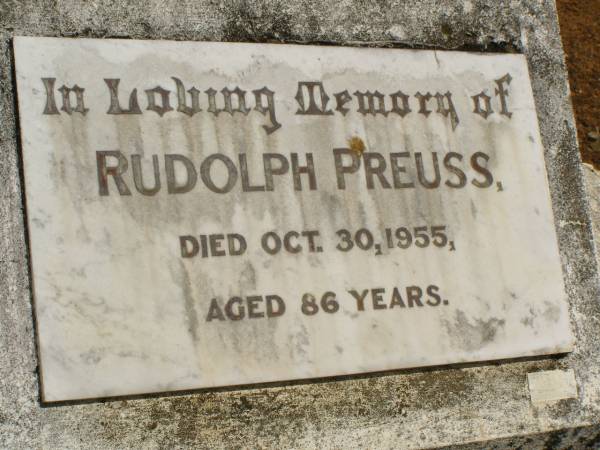 In Loving Memory of
RUDOLPH PREUSS,
DIED OCT. 30, 1955,
AGED 86 YEARS.